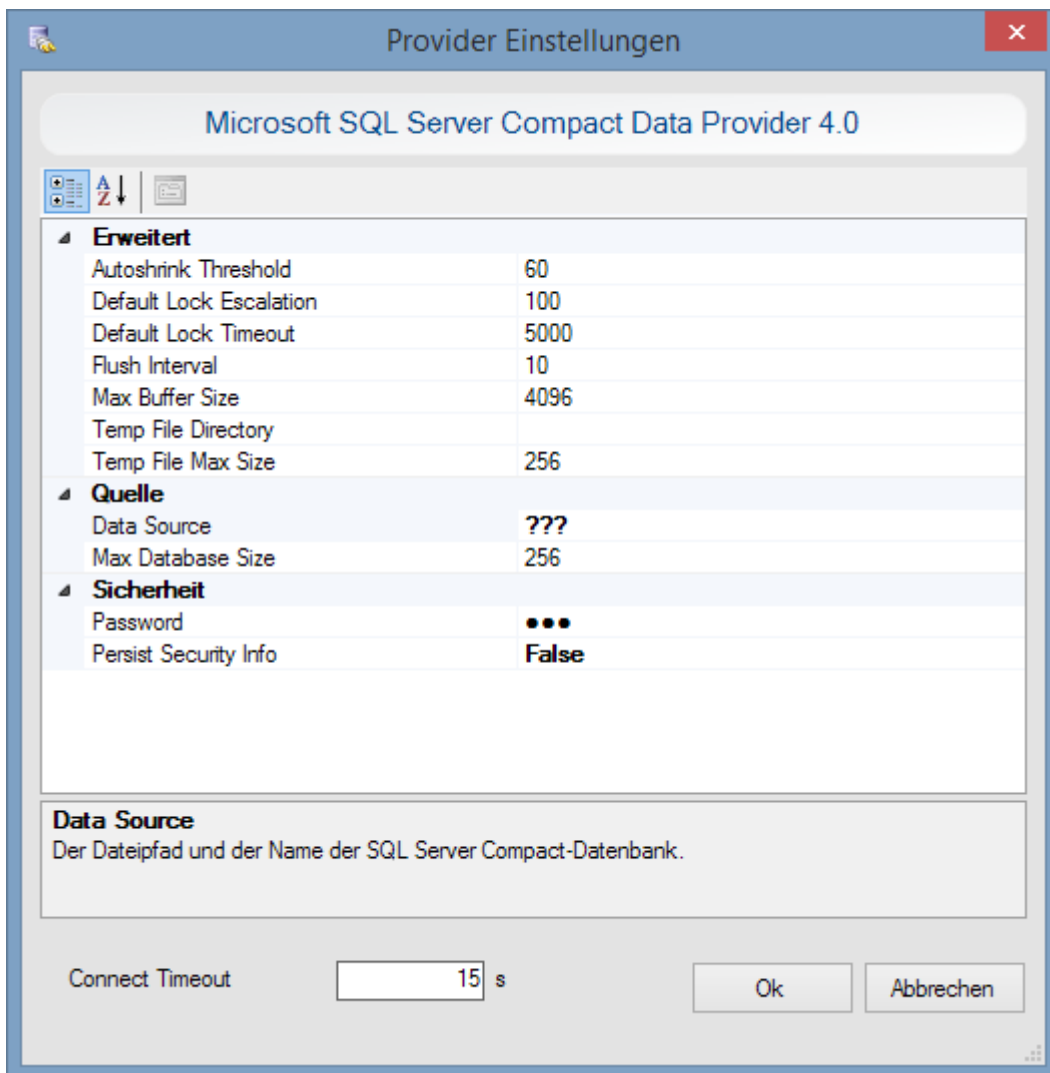 Provider Einstellungen
Microsoft SQL Server Compact Data Provider 4.0
Erweitert
Autoshrink Threshold 60
Default Lock Escalation 100
Default Lock Timeout 5000
Flush Interval 10
Max Buffer Size 4096
Temp File Directory
Temp File Max Size 256
Quelle
Data Source ???
Max Database Size 256
Sicherheit
Password •••
Persist Security Info False
Data Source
Der Dateipfad und der Name der SQL Server Compact-Datenbank.
Connect Timeout 15 s
Ok Abbrechen